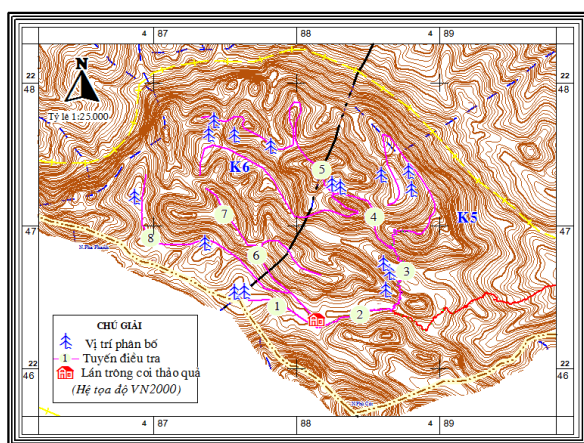 4 87 88 4 89
22
48
N
Tỷ lệ 1:25.000
K6
5
7
4
K5
47
47
8
6
3
1
2
CHÚ GIẢI
Vị trí phân bố
1 Tuyến điều tra
Lán trông coi thảo quả
(Hệ tọa độ VN2000)
22
46
22
46
4 87 88 4 89